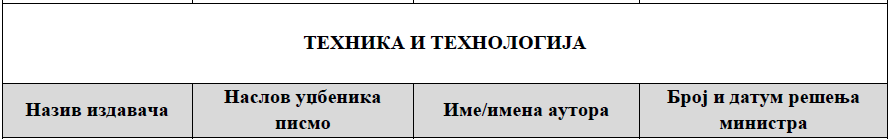 ТЕХНИКА И ТЕХНОЛОГИЈА
Назив издавача
Наслов уџбеника
писмо
Име/имена аутора
Број и датум решења
министра